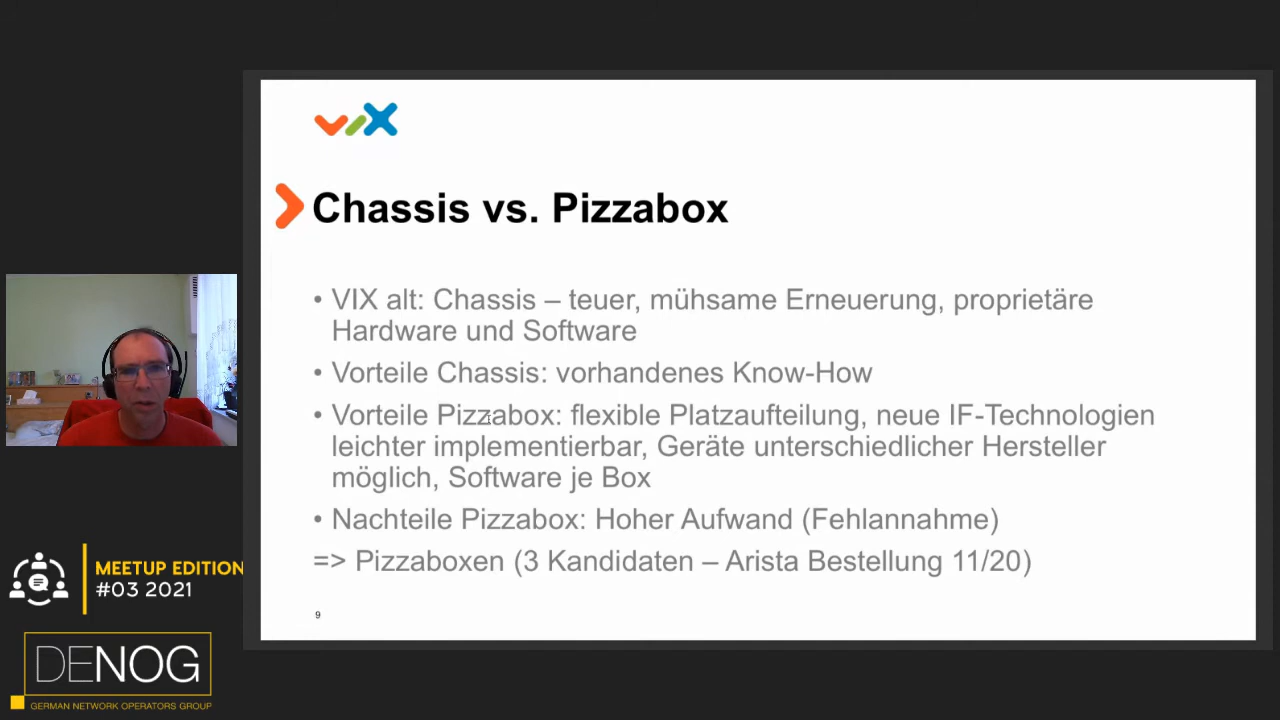 vix
Chassis vs. Pizzabox
• VIX alt: Chassis – teuer, mühsame Erneuerung, proprietäre
Hardware und Software
• Vorteile Chassis: vorhandenes Know-How
• Vorteile Pizzabox: flexible Platzaufteilung, neue IF-Technologien
leichter implementierbar, Geräte unterschiedlicher Hersteller
möglich, Software je Box
• Nachteile Pizzabox: Hoher Aufwand (Fehlannahme)
=> Pizzaboxen (3 Kandidaten – Arista Bestellung 11/20)
9
MEETUP EDITION
#03 2021
DENOG
GERMAN NETWORK OPERATORS GROUP